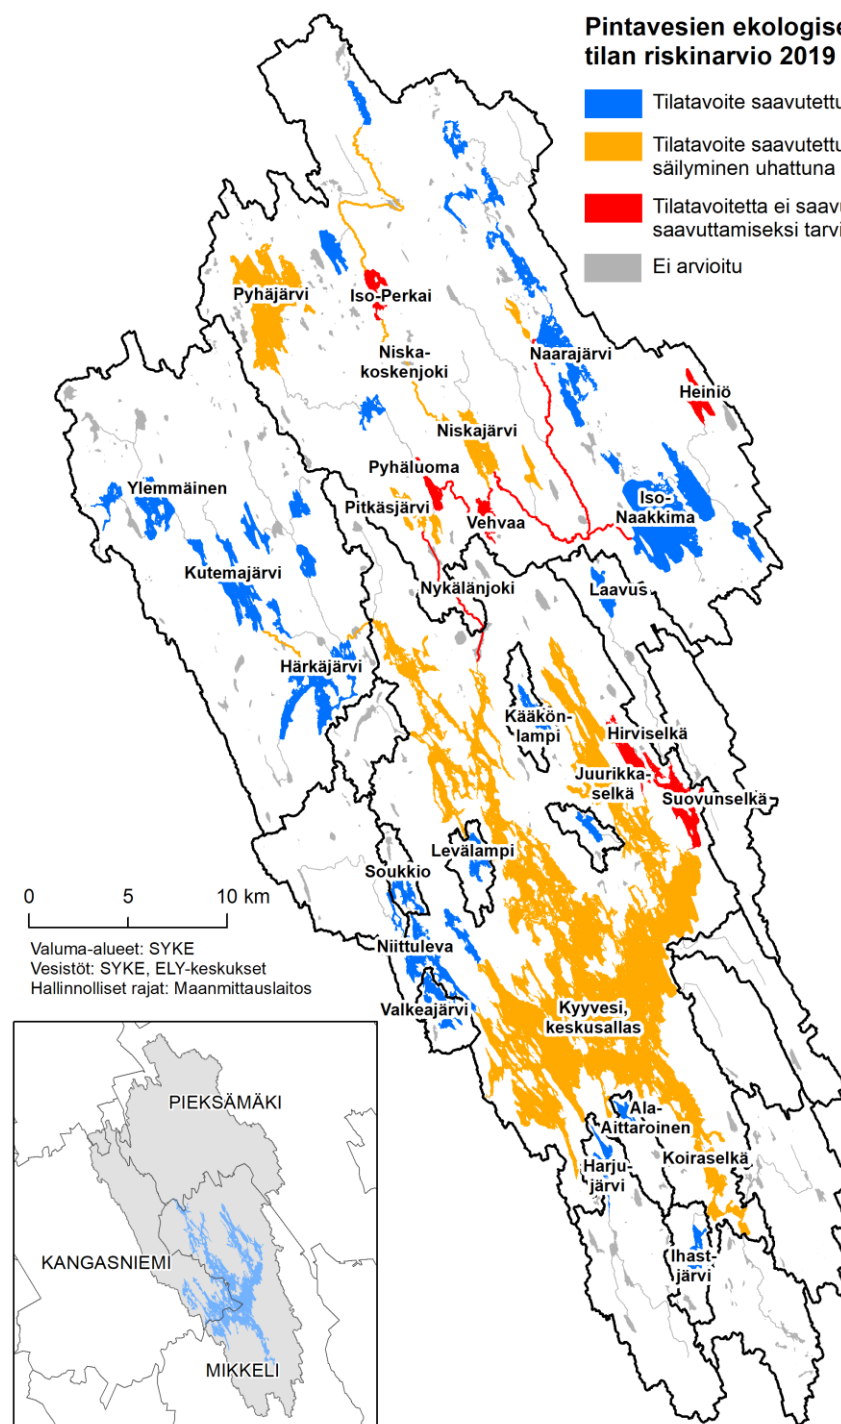 Pintavesien ekologise
tilan riskinarvio 2019
Tilatavoite saavutettu
Tilatavoite saavutettu
säilyminen uhattuna
Tilatavoitetta ei saavu
saavuttamiseksi tarvi
Ei arvioitu
Pyhäjärvi
Iso-Perkai
Niska-
koskenjoki
Naarajärvi
Heiniö
Niskajärvi
Pyhäluoma
Ylemmäinen
Pitkäsjärvi
Vehvaa
Iso-
Naakkima
Kutemajärvi
Nykälänjoki
Laavus
Härkäjärvi
Kääkön-
lampi
Hirviselkä
Juurikka-
selkä
Suovunselkä
Levälampi
Soukkio
0 5 10 km
Niittuleva
Valuma-alueet: SYKE
Vesistöt: SYKE, ELY-keskukset
Hallinnolliset rajat: Maanmittauslaitos
Valkeajärvi
Kyyvesi,
keskusallas
Ala-
Aittaroinen
Harju-
järvi
Koiraselkä
Ihast-
järvi
PIEKSÄMÄKI
KANGASNIEMI
MIKKELI